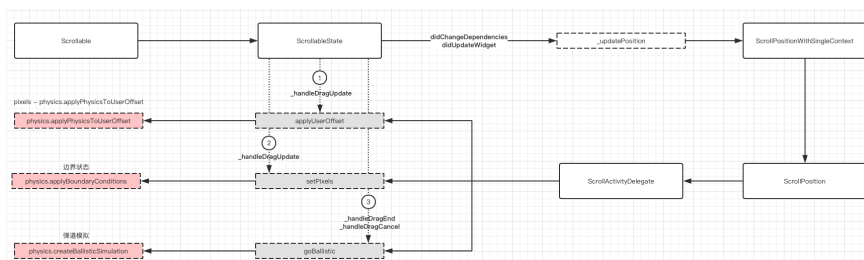 Scrollable
ScrollableState
didChangeDependencies
didUpdateWidget
_updatePosition
ScrollPositionWithSingleContext
1
_handleDragUpdate
pixels - physics.applyPhysicsToUserOffset
physics.applyPhysicsToUserOffset
applyUserOffset
2
_handleDragUpdate
边界状态
physics.applyBoundaryConditions
setPixels
ScrollActivityDelegate
ScrollPosition
3
_handleDragEnd
_handleDragCancel
弹道模拟
physics.createBallisticSimulation
goBallistic